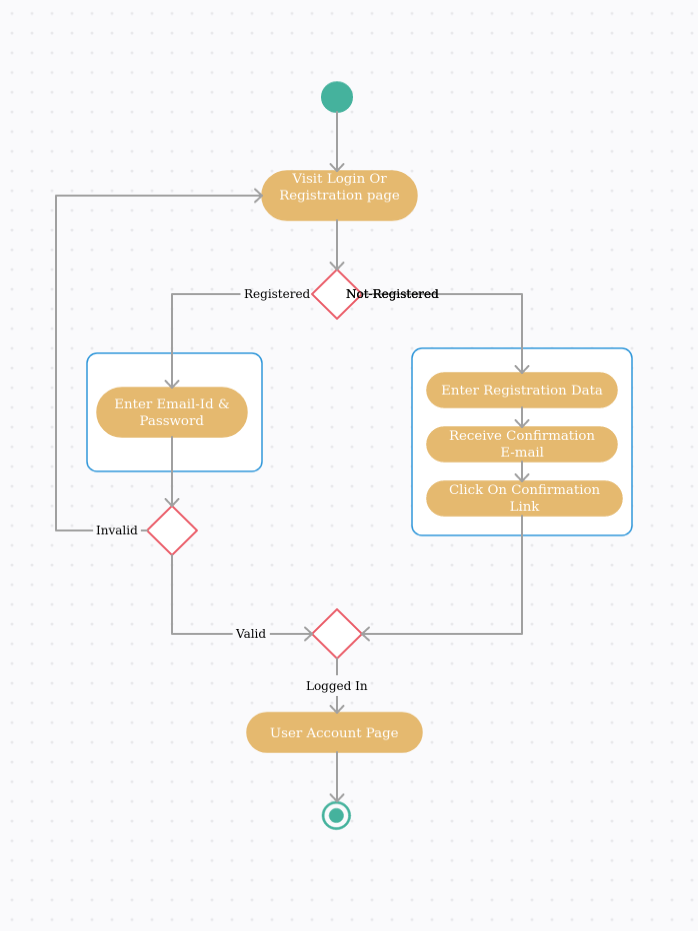 Visit Login Or
Registration page
Registered
Not-Registered
Enter Email-Id &
Password
Enter Registration Data
Receive Confirmation
E-mail
Click On Confirmation
Link
Invalid
Valid
Logged In
User Account Page